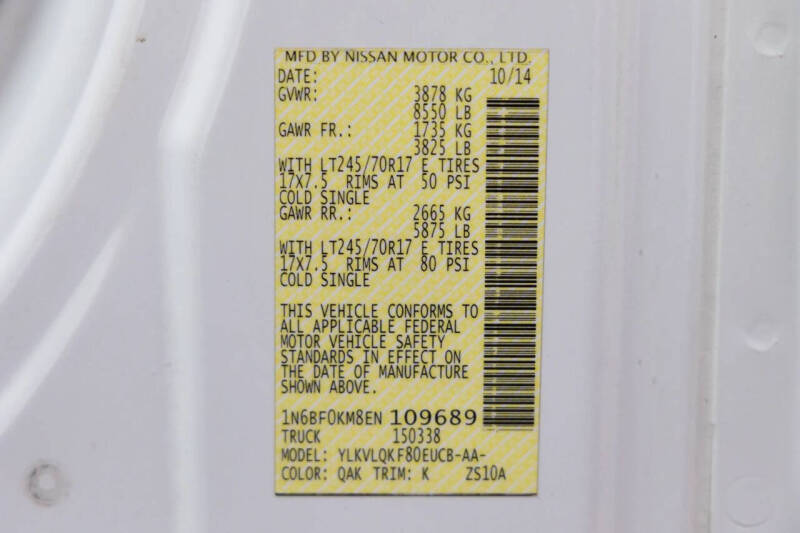 MFD BY NISSAN MOTOR CO., LTD.
DATE: 10/14
GVWR: 3878 KG
8550 LB
GAWR FR.: 1735 KG
3825 LB
WITH LT245/70R17 E TIRES
17X7.5 RIMS AT 50 PSI
COLD SINGLE
GAWR RR.: 2665 KG
5875 LB
WITH LT245/70R17 E TIRES
17X7.5 RIMS AT 80 PSI
COLD SINGLE
THIS VEHICLE CONFORMS TO
ALL APPLICABLE FEDERAL
MOTOR VEHICLE SAFETY
STANDARDS IN EFFECT ON
THE DATE OF MANUFACTURE
SHOWN ABOVE.
1N6BF0KM8EN 109689
TRUCK 150338
MODEL: YLKVLQKF80EUCB-AA-
COLOR: QAK TRIM: K ZS10A